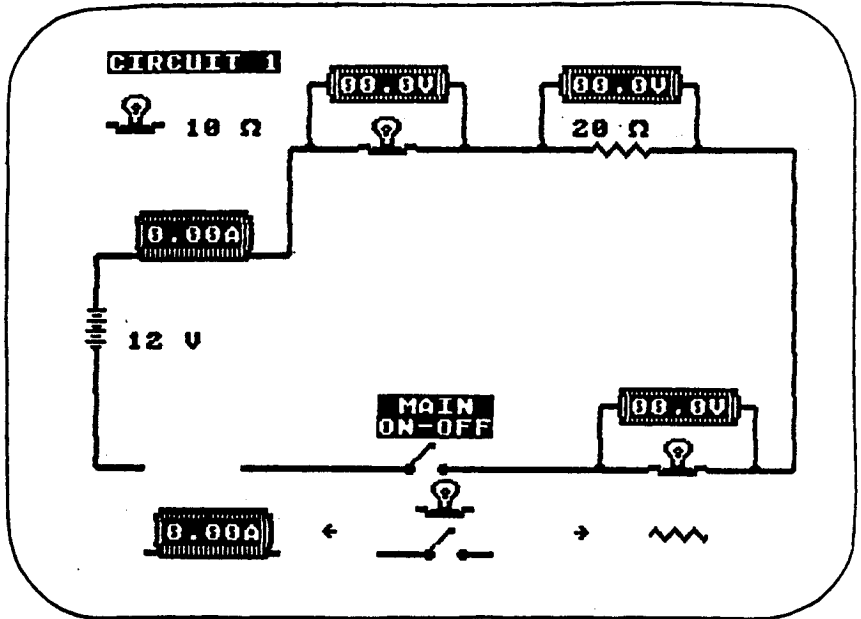 CIRCUIT 1
00.0V
00.0V
10 Ω
20 Ω
0.00A
12 V
00.0V
MAIN
ON-OFF
0.00A
← →